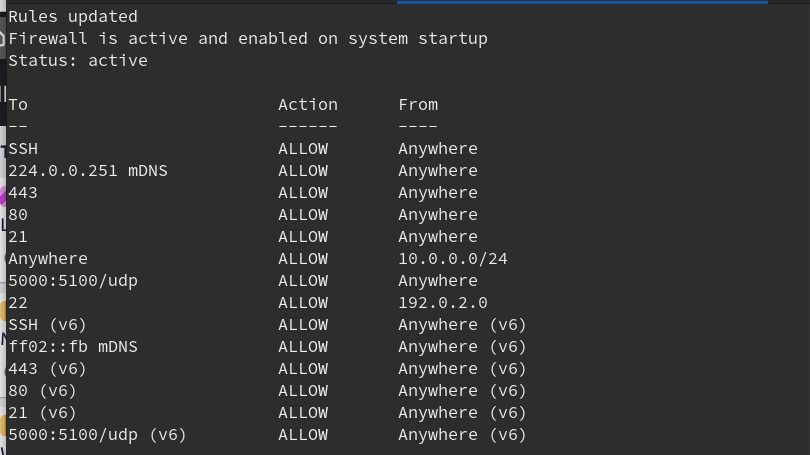 Rules updated
Firewall is active and enabled on system startup
Status: active
To                         Action      From
--                         ------      ----
SSH                        ALLOW       Anywhere
224.0.0.251 mDNS           ALLOW       Anywhere
443                        ALLOW       Anywhere
80                         ALLOW       Anywhere
21                         ALLOW       Anywhere
Anywhere                   ALLOW       10.0.0.0/24
5000:5100/udp              ALLOW       Anywhere
22                         ALLOW       192.0.2.0
SSH (v6)                   ALLOW       Anywhere (v6)
ff02::fb mDNS              ALLOW       Anywhere (v6)
443 (v6)                   ALLOW       Anywhere (v6)
80 (v6)                    ALLOW       Anywhere (v6)
21 (v6)                    ALLOW       Anywhere (v6)
5000:5100/udp (v6)         ALLOW       Anywhere (v6)